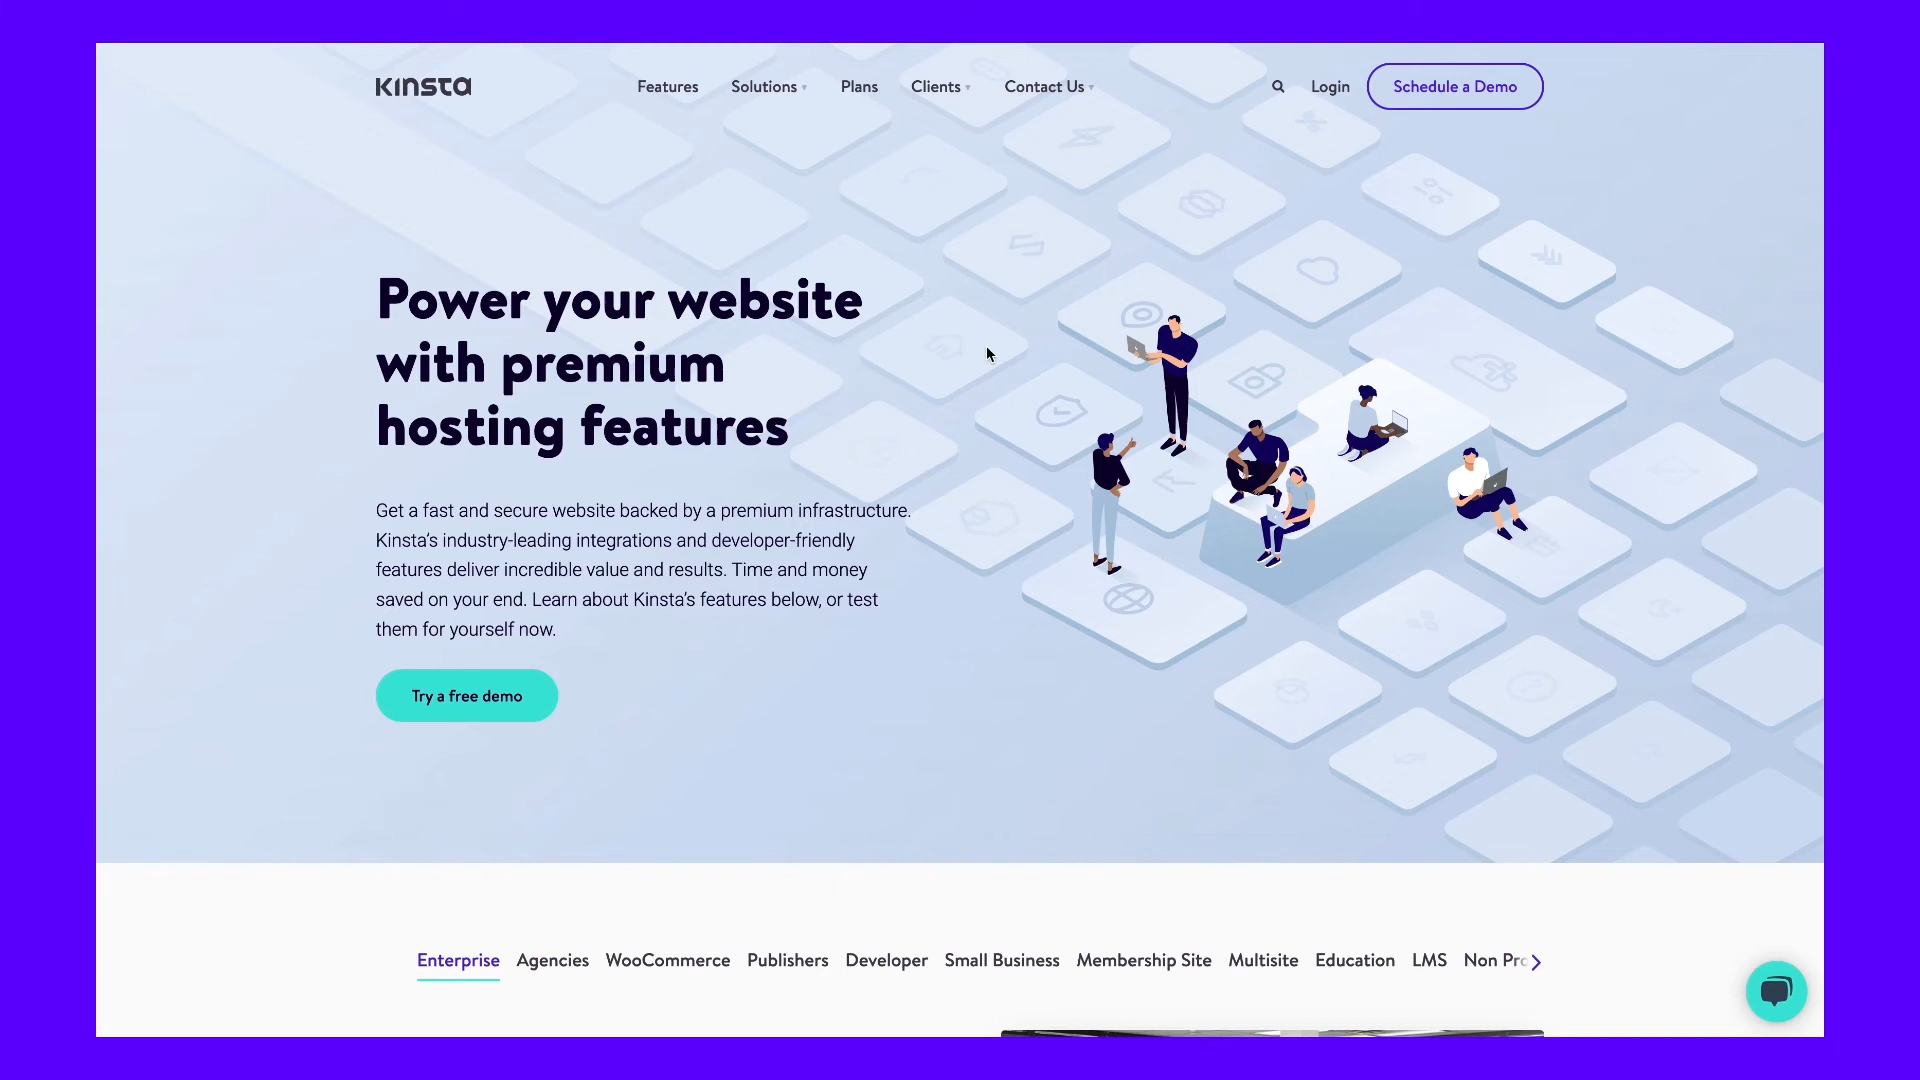 Kinsta
Features Solutions Plans Clients Contact Us Login Schedule a Demo
Power your website
with premium
hosting features
Get a fast and secure website backed by a premium infrastructure.
Kinsta’s industry-leading integrations and developer-friendly
features deliver incredible value and results. Time and money
saved on your end. Learn about Kinsta’s features below, or test
them for yourself now.
Try a free demo
Enterprise Agencies WooCommerce Publishers Developer Small Business Membership Site Multisite Education LMS Non Pro